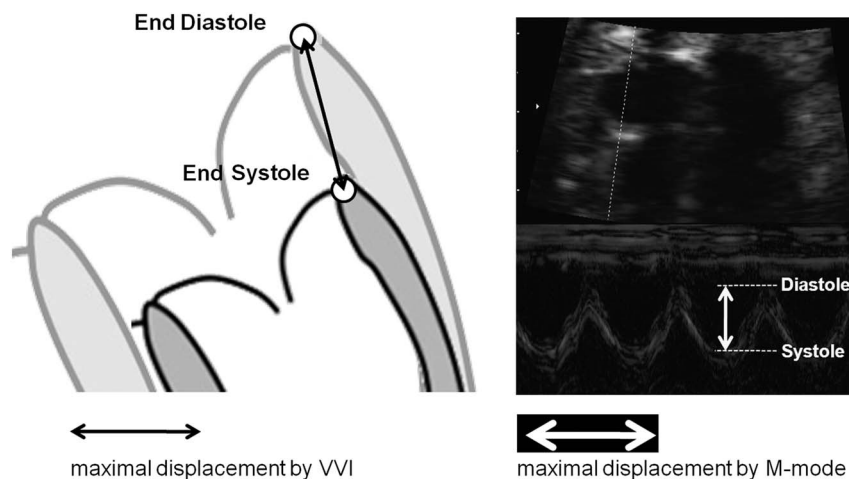 End Diastole
End Systole
Diastole
Systole
maximal displacement by VVI
maximal displacement by M-mode